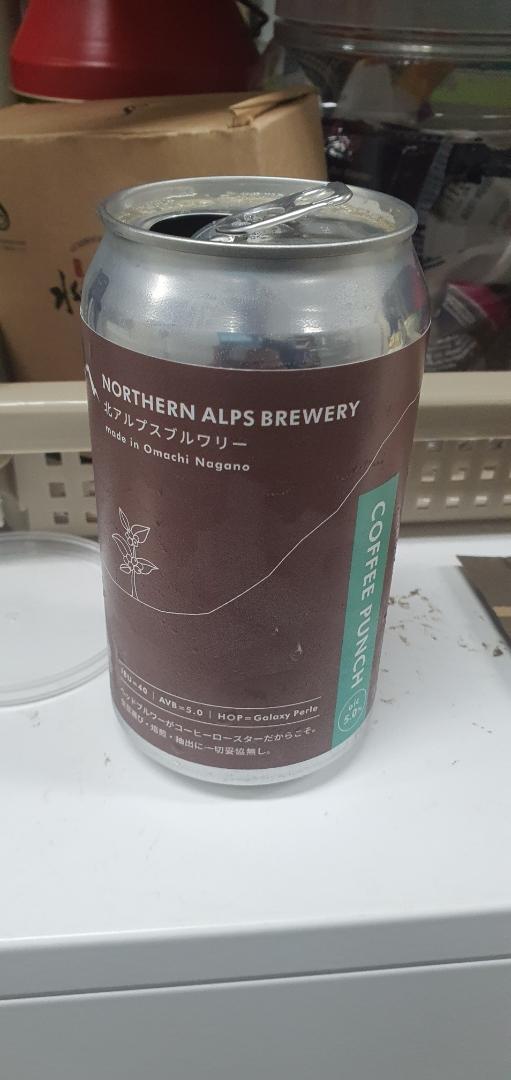 NORTHERN ALPS BREWERY
北アルプスブルワリー
made in Omachi Nagano
COFFEE PUNCH
alc
5.0%
IBU=40 | AVB=5.0 | HOP=Galaxy Perle
ヘッドブルワーがコーヒーロースターだからこそ。
豆選び・焙煎・抽出に一切妥協無し。
水